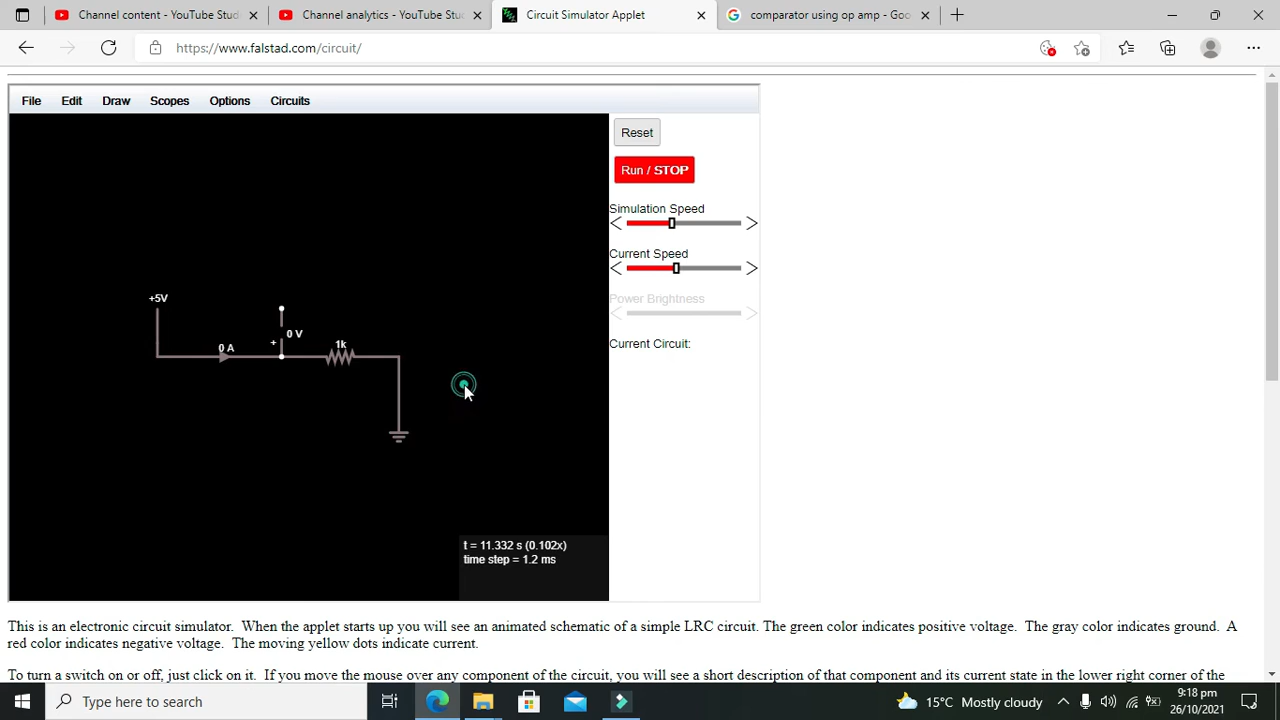 Channel content - YouTube Stud
Channel analytics - YouTube Stu
Circuit Simulator Applet
comparator using op amp - Goo
https://www.falstad.com/circuit/
File Edit Draw Scopes Options Circuits
Reset
Run / STOP
Simulation Speed
Current Speed
Power Brightness
Current Circuit:
+5V
0 A
+
0 V
1k
t = 11.332 s (0.102x)
time step = 1.2 ms
This is an electronic circuit simulator.  When the applet starts up you will see an animated schematic of a simple LRC circuit. The green color indicates positive voltage.  The gray color indicates ground.  A
red color indicates negative voltage.  The moving yellow dots indicate current.
To turn a switch on or off, just click on it.  If you move the mouse over any component of the circuit, you will see a short description of that component and its current state in the lower right corner of the
Type here to search
15°C Mostly cloudy
9:18 pm
26/10/2021